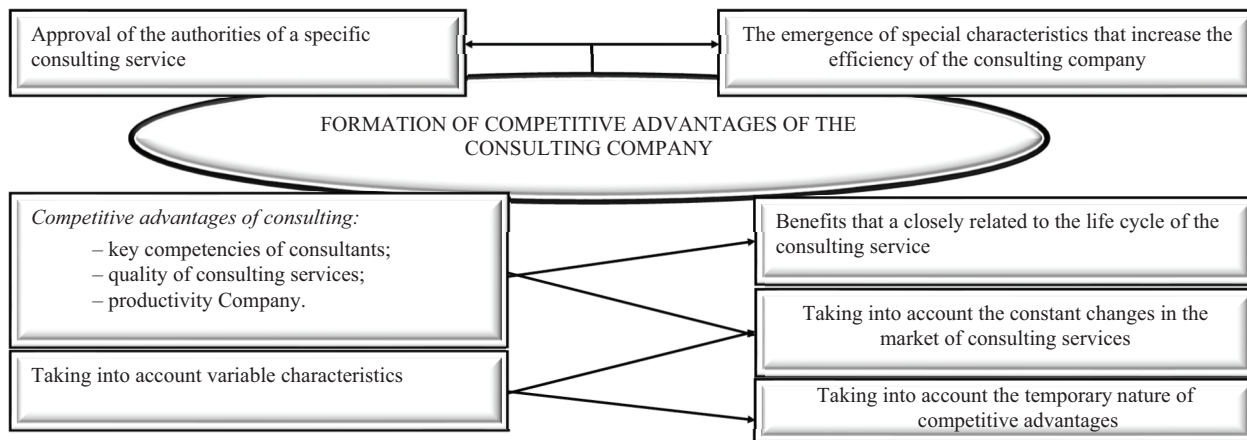 Approval of the authorities of a specific
consulting service
The emergence of special characteristics that increase the
efficiency of the consulting company
FORMATION OF COMPETITIVE ADVANTAGES OF THE
CONSULTING COMPANY
Competitive advantages of consulting:
– key competencies of consultants;
– quality of consulting services;
– productivity Company.
Taking into account variable characteristics
Benefits that a closely related to the life cycle of the
consulting service
Taking into account the constant changes in the
market of consulting services
Taking into account the temporary nature of
competitive advantages